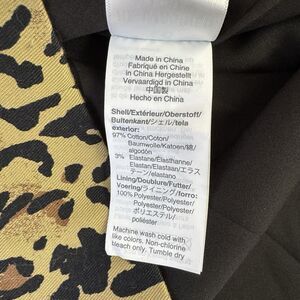 Made in China
Fabriqué en Chine
in China Hergestellt
Vervaardigd in China
中国製
Hecho en China
Shell/Extérieur/Oberstoff/
Buitenkant/シェル/tela
exterior:
97% Cotton/Coton/
Baumwolle/Katoen/綿/
algodón
3% Elastane/Élasthanne/
Elastan/Elastaan/エラス
テーン/elastano
Lining/Doublure/Futter/
Voering/ライニング/forro:
100% Polyester/Polyester/
Polyester/Polyester/
ポリエステル/
poliéster
Machine wash cold with
like colors. Non-chlorine
bleach only. Tumble dry